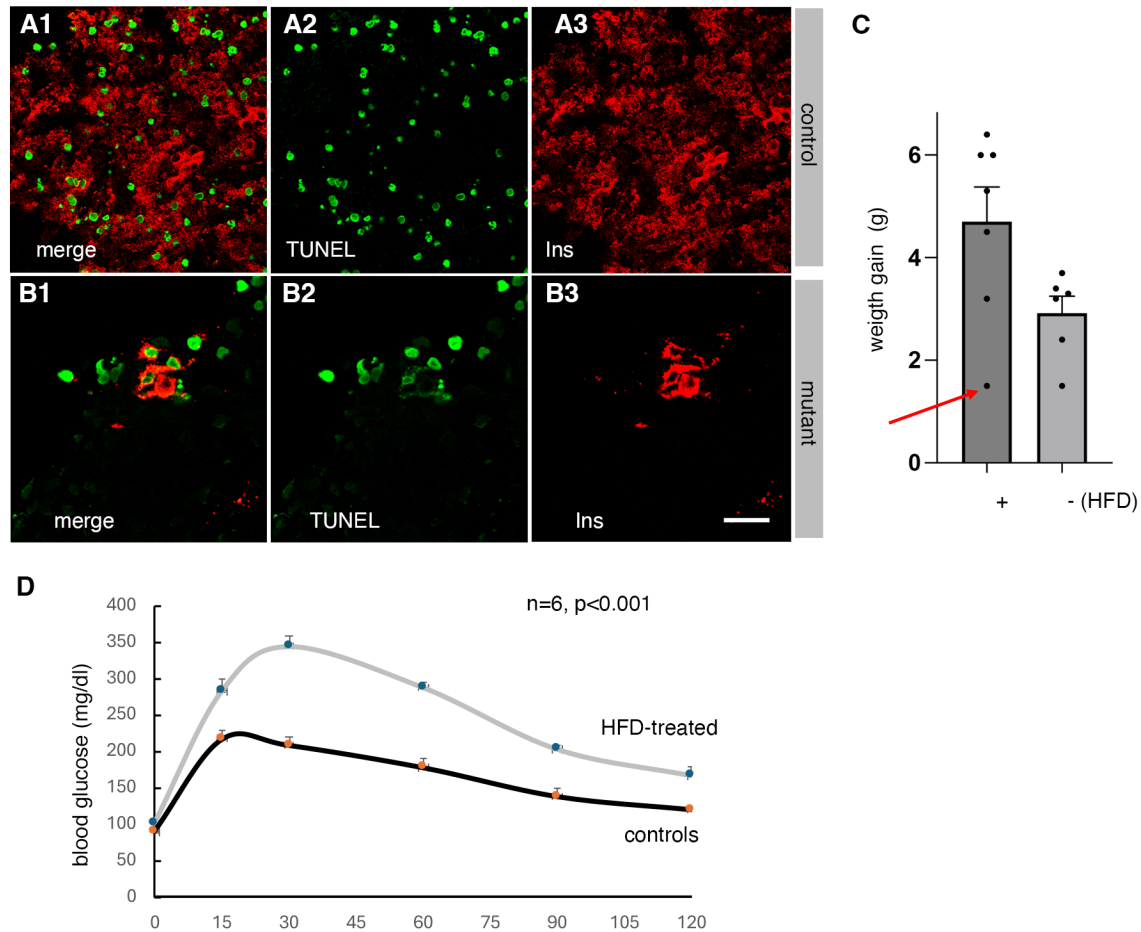 A1
A2
A3
merge
TUNEL
Ins
control
B1
B2
B3
merge
TUNEL
Ins
mutant
C
weigth gain (g)
6
4
2
0
+
- (HFD)
D
n=6, p<0.001
blood glucose (mg/dl)
400
350
300
250
200
150
100
50
0
HFD-treated
controls
0 15 30 45 60 75 90 105 120